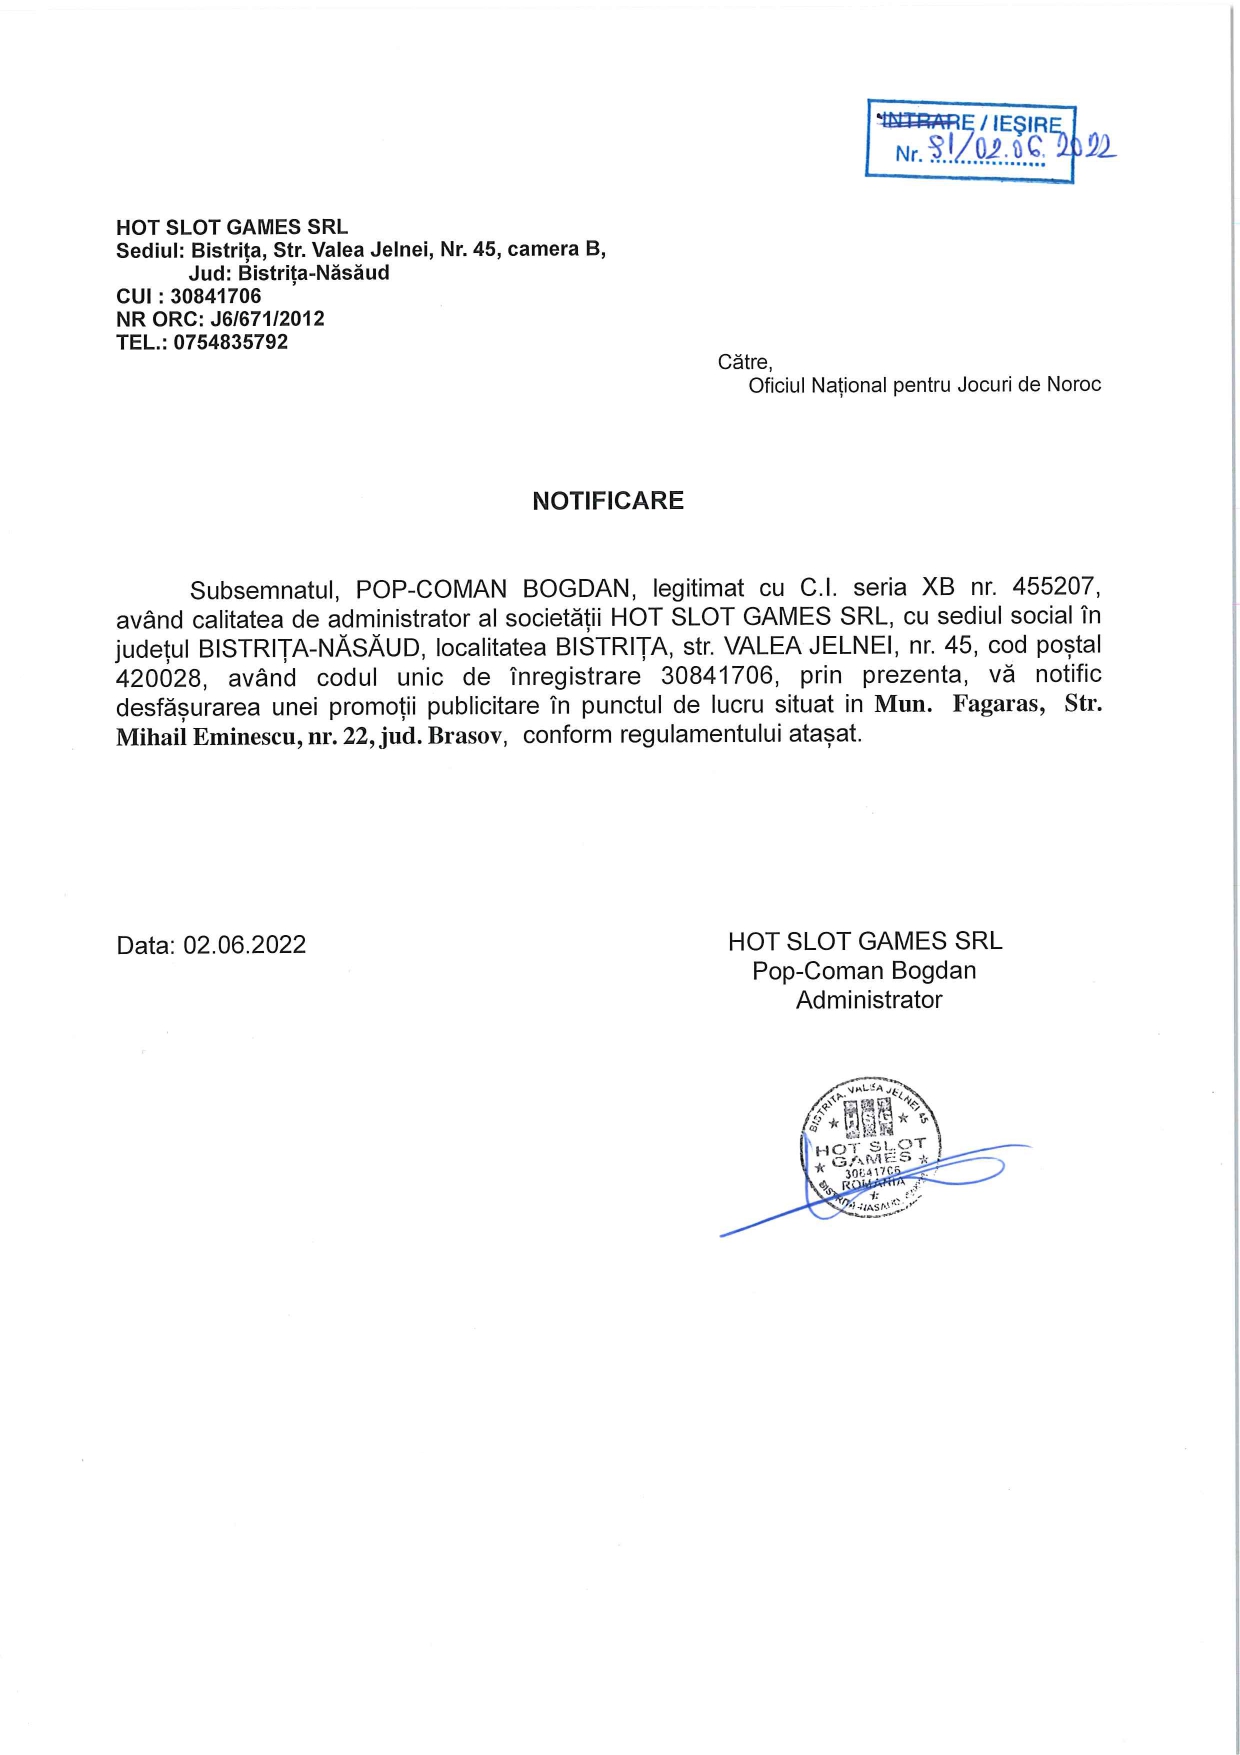 INTRARE / IEȘIRE
Nr. 81/02.06.2022
HOT SLOT GAMES SRL
Sediul: Bistrița, Str. Valea Jelnei, Nr. 45, camera B,
Jud: Bistrița-Năsăud
CUI : 30841706
NR ORC: J6/671/2012
TEL.: 0754835792
Către,
Oficiul Național pentru Jocuri de Noroc
NOTIFICARE
Subsemnatul, POP-COMAN BOGDAN, legitimat cu C.I. seria XB nr. 455207,
având calitatea de administrator al societății HOT SLOT GAMES SRL, cu sediul social în
județul BISTRIȚA-NĂSĂUD, localitatea BISTRIȚA, str. VALEA JELNEI, nr. 45, cod poștal
420028, având codul unic de înregistrare 30841706, prin prezenta, vă notific
desfășurarea unei promoții publicitare în punctul de lucru situat in Mun. Fagaras, Str.
Mihail Eminescu, nr. 22, jud. Brasov, conform regulamentului atașat.
Data: 02.06.2022
HOT SLOT GAMES SRL
Pop-Coman Bogdan
Administrator
BISTRIȚA, VALEA JELNEI 45
HOT SLOT
GAMES
30841706
ROMÂNIA